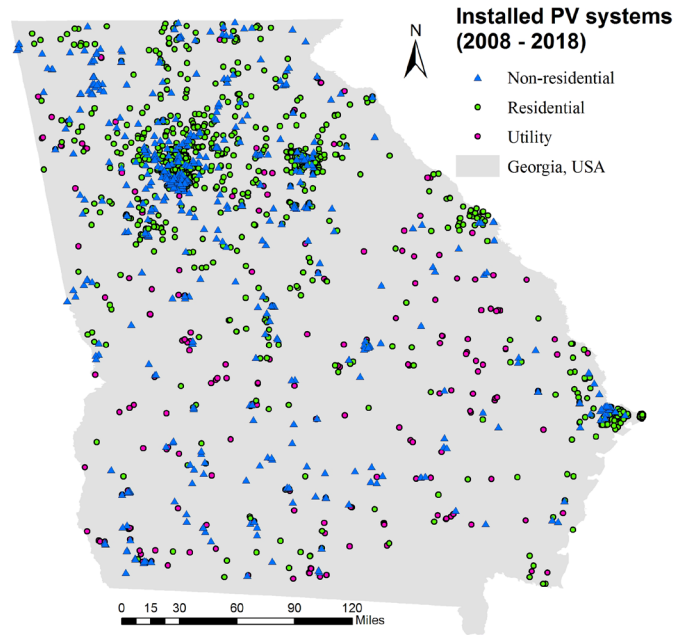 Installed PV systems
(2008 - 2018)
N
Non-residential
Residential
Utility
Georgia, USA
0 15 30 60 90 120
Miles